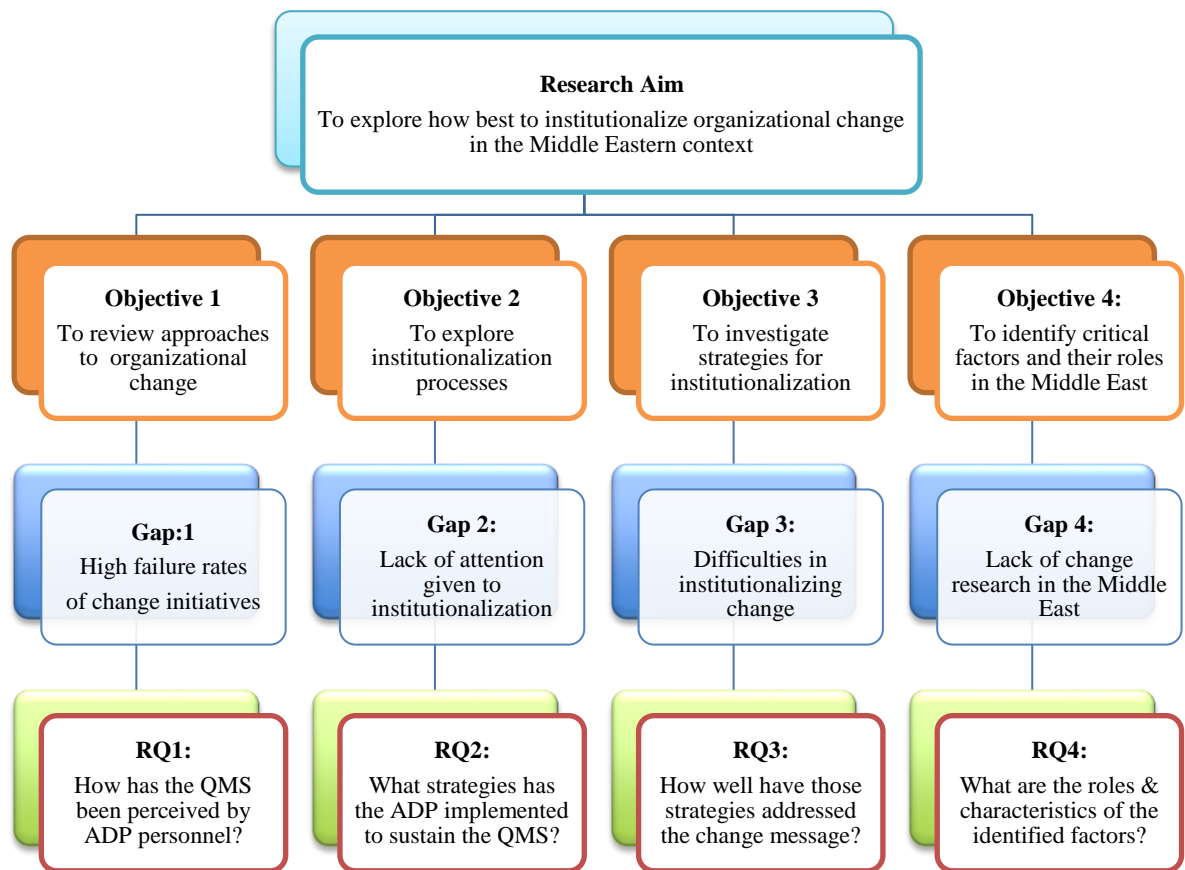 Research Aim
To explore how best to institutionalize organizational change
in the Middle Eastern context
Objective 1
To review approaches
to organizational
change
Objective 2
To explore
institutionalization
processes
Objective 3
To investigate
strategies for
institutionalization
Objective 4:
To identify critical
factors and their roles
in the Middle East
Gap:1
High failure rates
of change initiatives
Gap 2:
Lack of attention
given to
institutionalization
Gap 3:
Difficulties in
institutionalizing
change
Gap 4:
Lack of change
research in the Middle
East
RQ1:
How has the QMS
been perceived by
ADP personnel?
RQ2:
What strategies has
the ADP implemented
to sustain the QMS?
RQ3:
How well have those
strategies addressed
the change message?
RQ4:
What are the roles &
characteristics of the
identified factors?